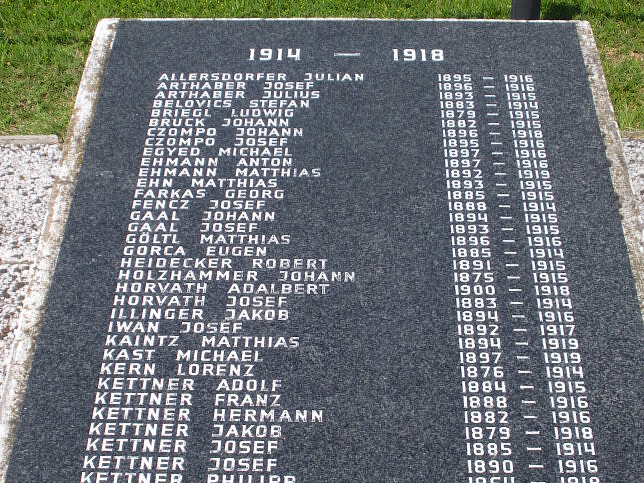 1914 — 1918
ALLERSDORFER JULIAN 1895 – 1916
ARTHABER JOSEF 1896 – 1916
ARTHABER JULIUS 1893 – 1915
BELOVICS STEFAN 1883 – 1914
BRIEGL LUDWIG 1879 – 1915
BRUCK JOHANN 1882 – 1915
CZOMPO JOHANN 1896 – 1918
CZOMPO JOSEF 1895 – 1916
EGYED MICHAEL 1897 – 1916
EHMANN ANTON 1897 – 1916
EHMANN MATTHIAS 1892 – 1919
EHN MATTHIAS 1893 – 1915
FARKAS GEORG 1885 – 1915
FENCZ JOSEF 1888 – 1914
GAAL JOHANN 1894 – 1915
GAAL JOSEF 1893 – 1915
GÖLTL MATTHIAS 1896 – 1916
GORCA EUGEN 1885 – 1914
HEIDECKER ROBERT 1891 – 1915
HOLZHAMMER JOHANN 1875 – 1915
HORVATH ADALBERT 1900 – 1918
HORVATH JOSEF 1883 – 1914
ILLINGER JAKOB 1894 – 1916
IWAN JOSEF 1892 – 1917
KAINTZ MATTHIAS 1894 – 1919
KAST MICHAEL 1897 – 1919
KERN LORENZ 1876 – 1914
KETTNER ADOLF 1884 – 1915
KETTNER FRANZ 1888 – 1916
KETTNER HERMANN 1882 – 1916
KETTNER JAKOB 1879 – 1918
KETTNER JOSEF 1885 – 1914
KETTNER JOSEF 1890 – 1916
KETTNER PHILIPP